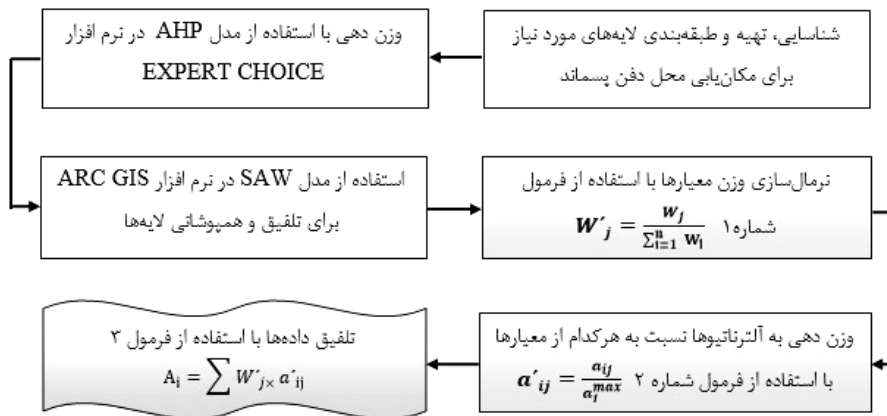 شناسایی، تهیه و طبقه‌بندی لایه‌های مورد نیاز
برای مکان‌یابی محل دفن پسماند
وزن دهی با استفاده از مدل AHP در نرم افزار
EXPERT CHOICE
استفاده از مدل SAW در نرم افزار ARC GIS
برای تلفیق و همپوشانی لایه‌ها
نرمال‌سازی وزن معیارها با استفاده از فرمول
شماره۱ W´j = wj / ∑_{i=1}^{n} wi
وزن دهی به آلترناتیوها نسبت به هرکدام از معیارها
با استفاده از فرمول شماره ۲ a´ij = aij / ai^max
تلفیق داده‌ها با استفاده از فرمول ۳
Ai = ∑ W´j× a´ij